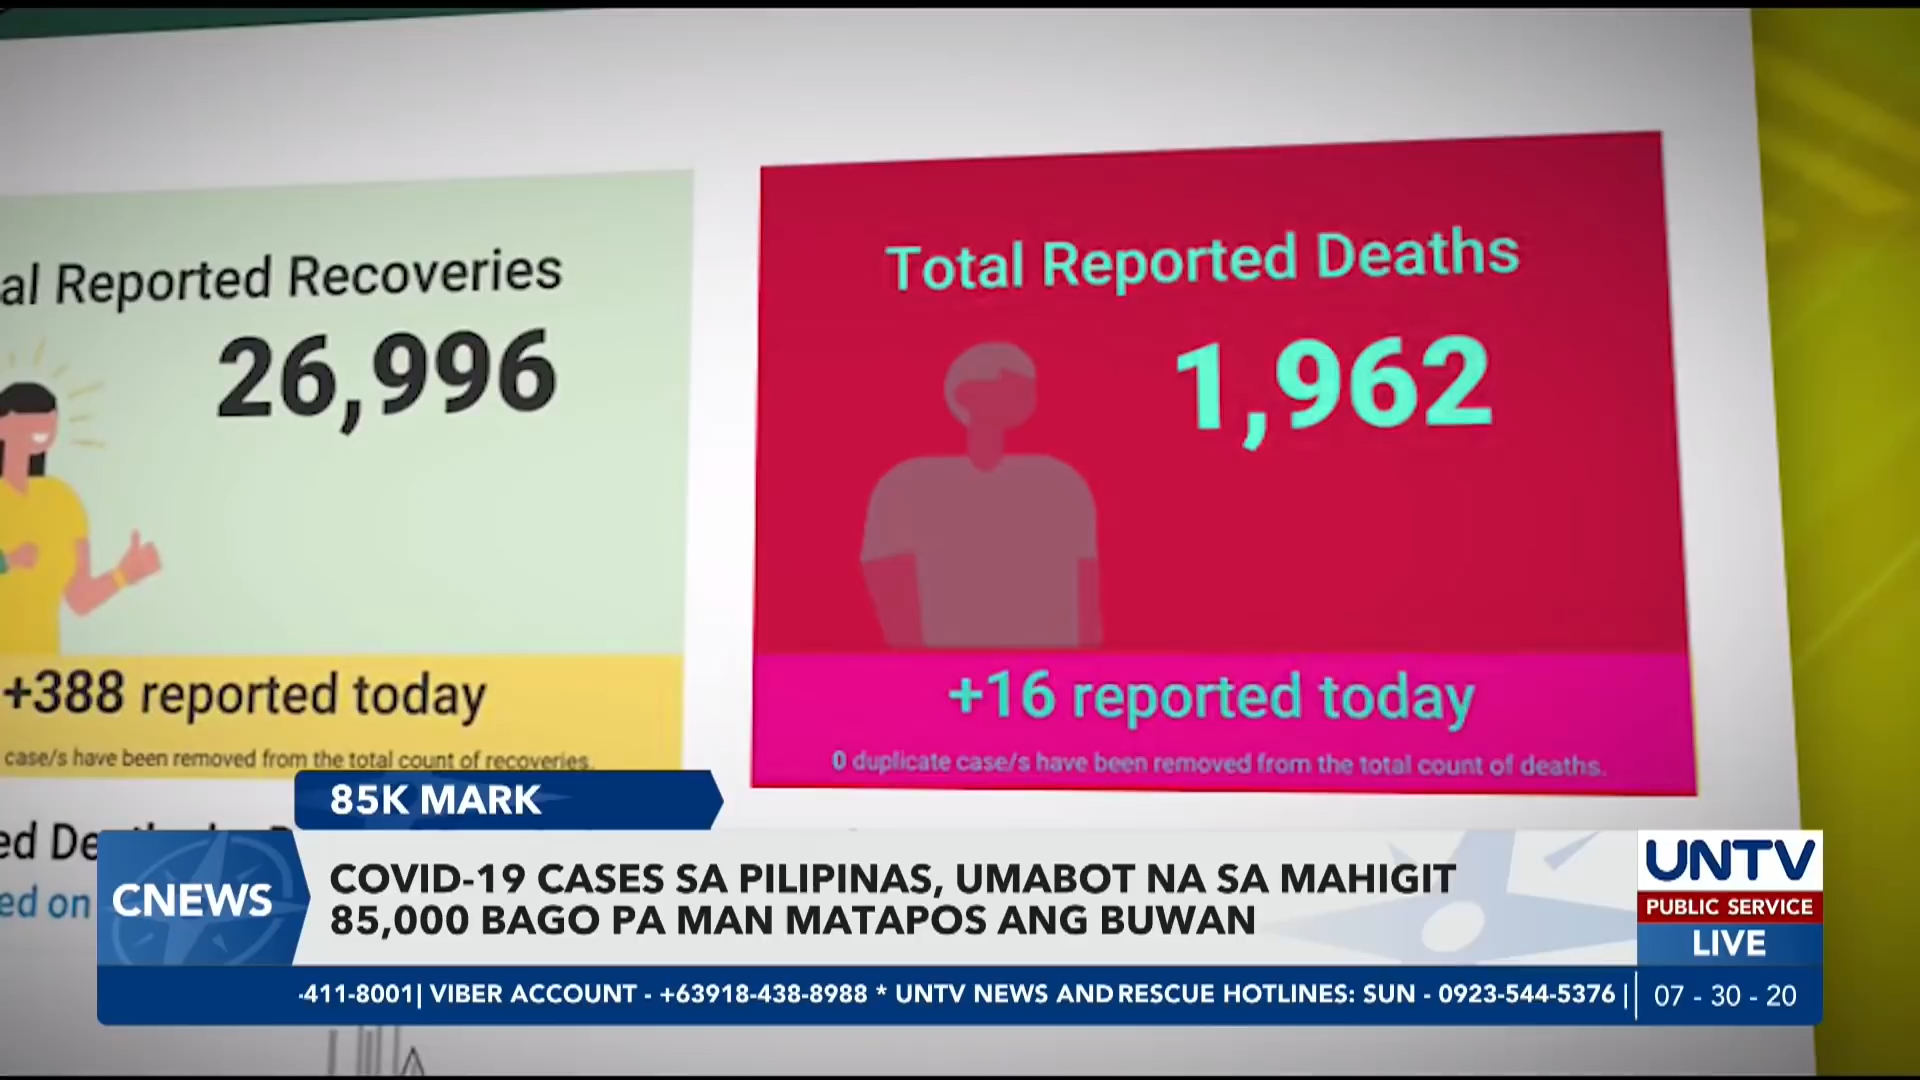 al Reported Recoveries
26,996
+388 reported today
case/s have been removed from the total count of recoveries.
Total Reported Deaths
1,962
+16 reported today
0 duplicate case/s have been removed from the total count of deaths.
ed De
ed on
85K MARK
CNEWS
COVID-19 CASES SA PILIPINAS, UMABOT NA SA MAHIGIT
85,000 BAGO PA MAN MATAPOS ANG BUWAN
UNTV
PUBLIC SERVICE
LIVE
-411-8001| VIBER ACCOUNT - +63918-438-8988 * UNTV NEWS AND RESCUE HOTLINES: SUN - 0923-544-5376 |
07 - 30 - 20